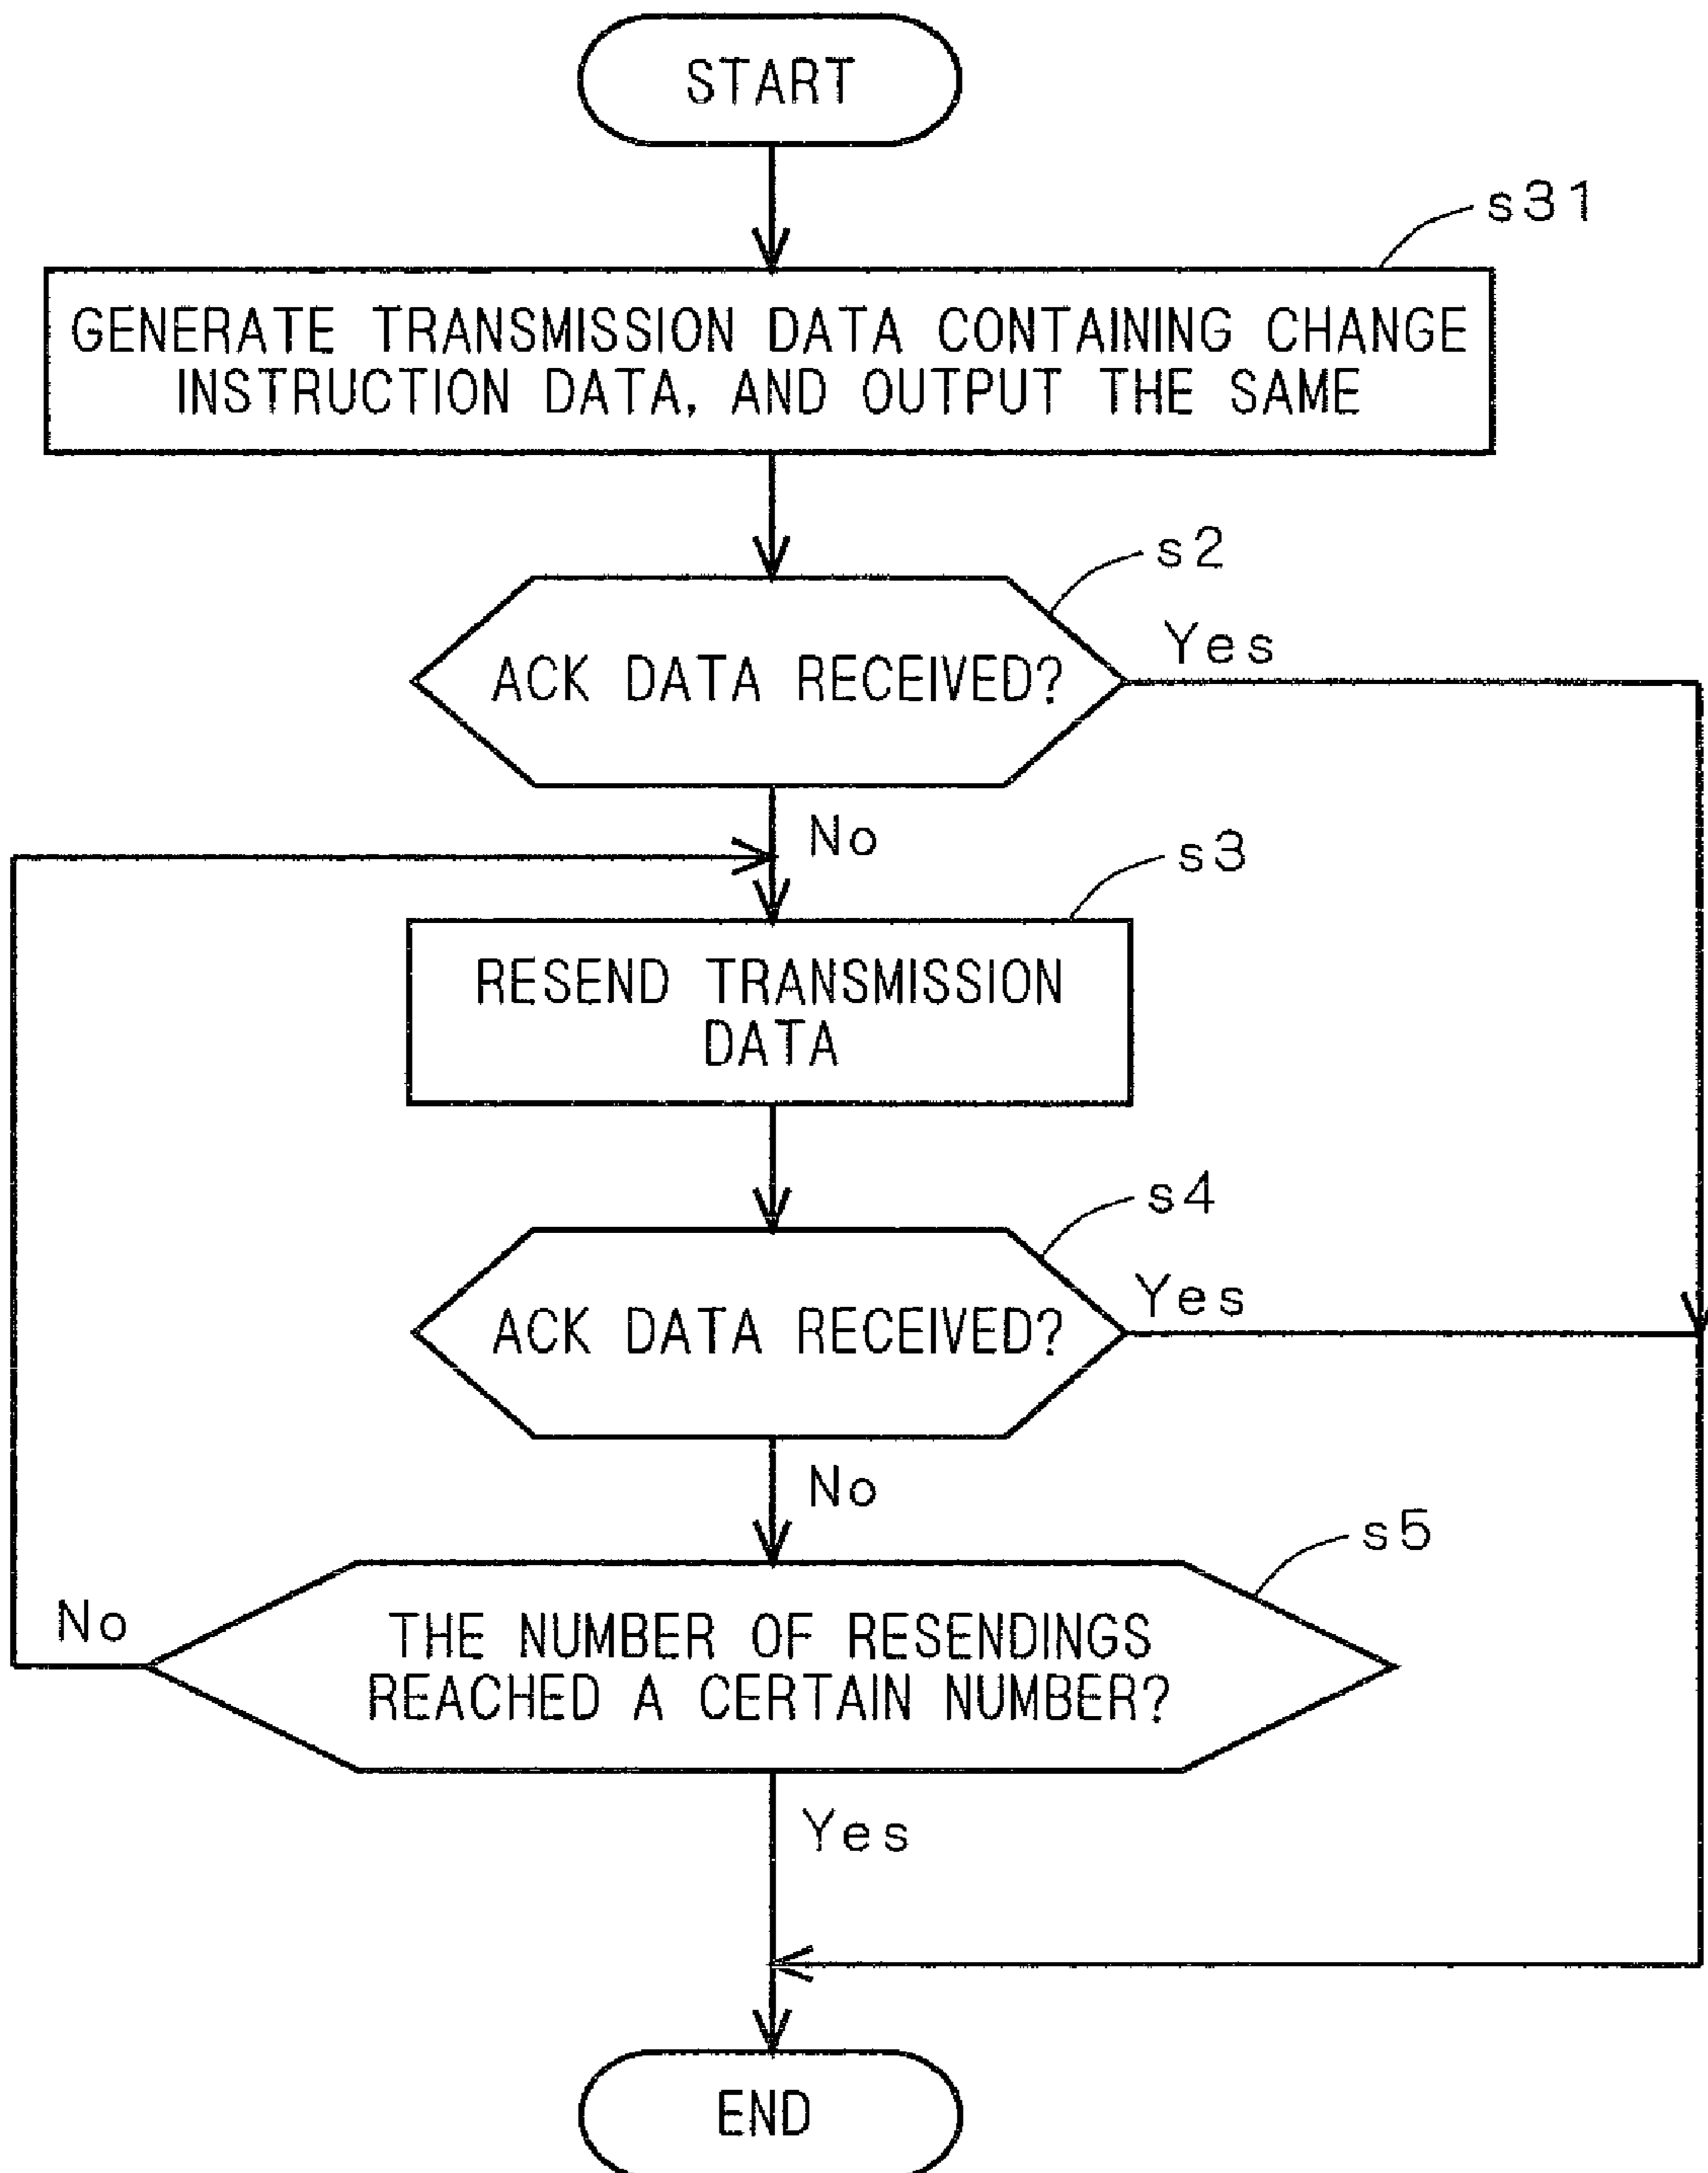 START
s31
GENERATE TRANSMISSION DATA CONTAINING CHANGE
INSTRUCTION DATA, AND OUTPUT THE SAME
s2
ACK DATA RECEIVED?
Yes
No
s3
RESEND TRANSMISSION
DATA
s4
ACK DATA RECEIVED?
Yes
No
s5
No
THE NUMBER OF RESENDINGS
REACHED A CERTAIN NUMBER?
Yes
END